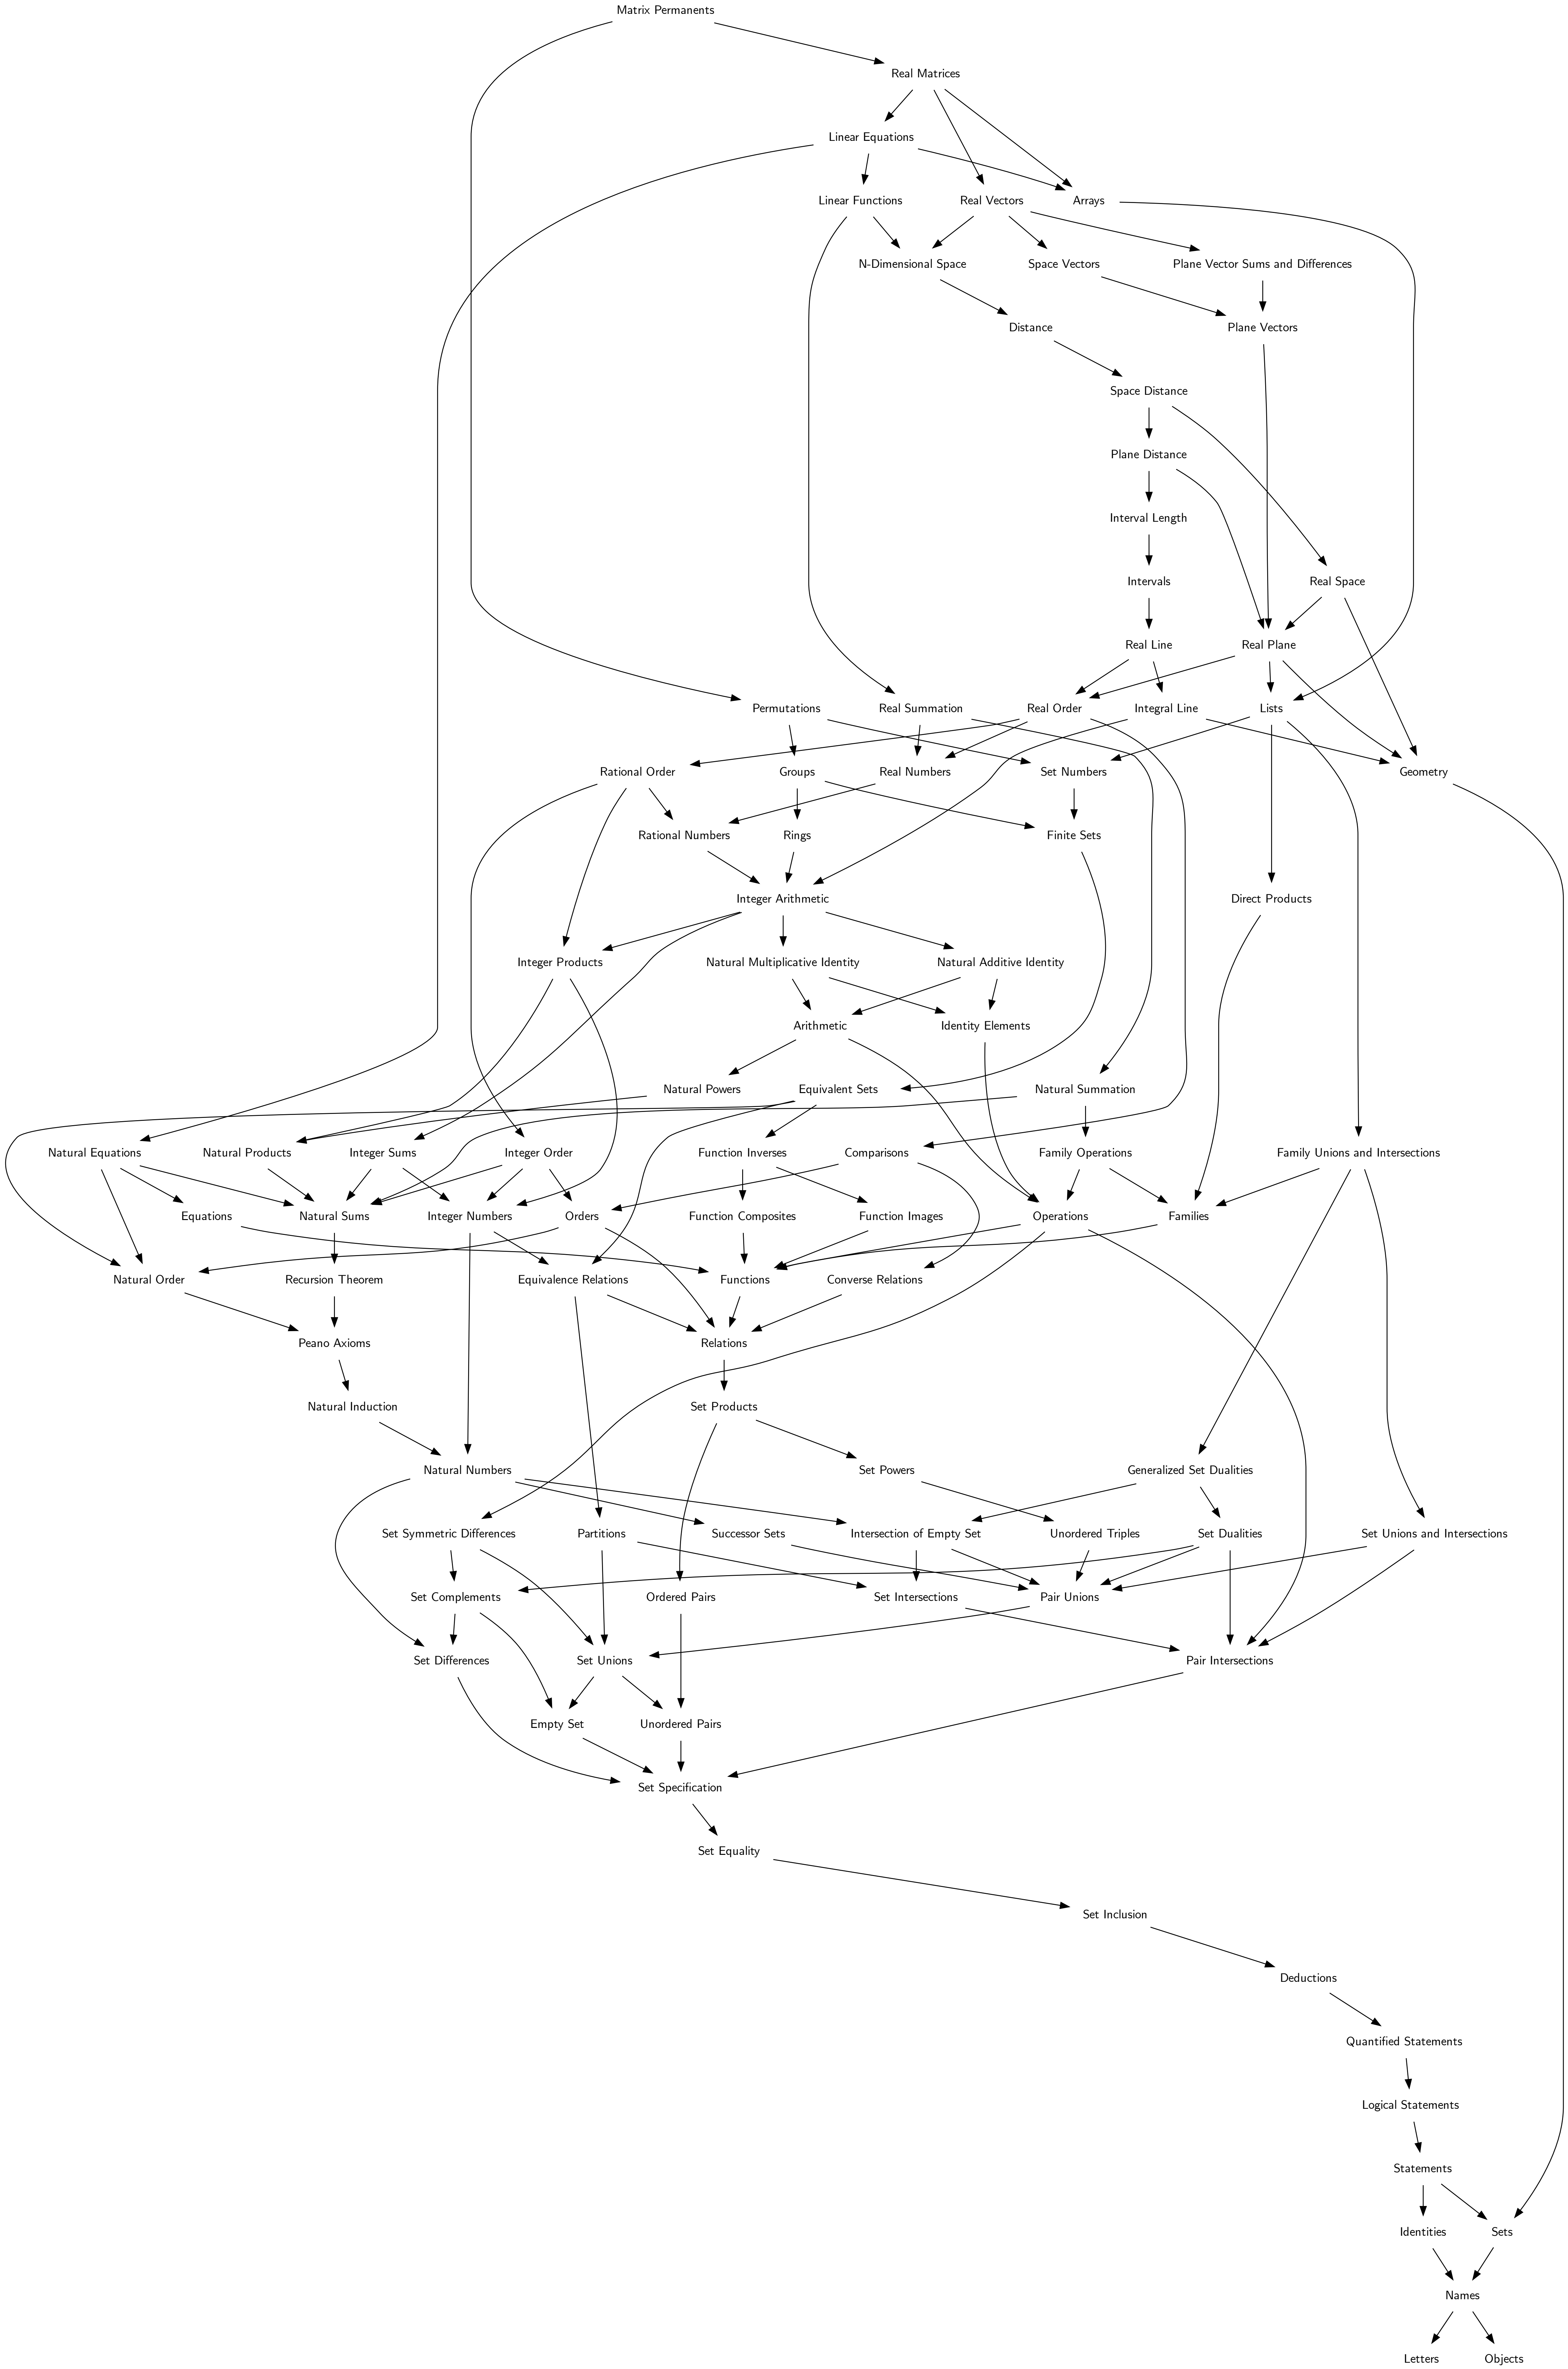 Matrix Permanents
Real Matrices
Linear Equations
Linear Functions
Real Vectors
Arrays
N-Dimensional Space
Space Vectors
Plane Vector Sums and Differences
Distance
Plane Vectors
Space Distance
Plane Distance
Interval Length
Intervals
Real Space
Real Line
Real Plane
Permutations
Real Summation
Real Order
Integral Line
Lists
Rational Order
Groups
Real Numbers
Set Numbers
Geometry
Rational Numbers
Rings
Finite Sets
Integer Arithmetic
Direct Products
Integer Products
Natural Multiplicative Identity
Natural Additive Identity
Arithmetic
Identity Elements
Natural Powers
Equivalent Sets
Natural Summation
Natural Equations
Natural Products
Integer Sums
Integer Order
Function Inverses
Comparisons
Family Operations
Family Unions and Intersections
Equations
Natural Sums
Integer Numbers
Orders
Function Composites
Function Images
Operations
Families
Natural Order
Recursion Theorem
Equivalence Relations
Functions
Converse Relations
Peano Axioms
Relations
Natural Induction
Set Products
Natural Numbers
Set Powers
Generalized Set Dualities
Set Symmetric Differences
Partitions
Successor Sets
Intersection of Empty Set
Unordered Triples
Set Dualities
Set Unions and Intersections
Set Complements
Ordered Pairs
Set Intersections
Pair Unions
Set Differences
Set Unions
Pair Intersections
Empty Set
Unordered Pairs
Set Specification
Set Equality
Set Inclusion
Deductions
Quantified Statements
Logical Statements
Statements
Identities
Sets
Names
Letters
Objects